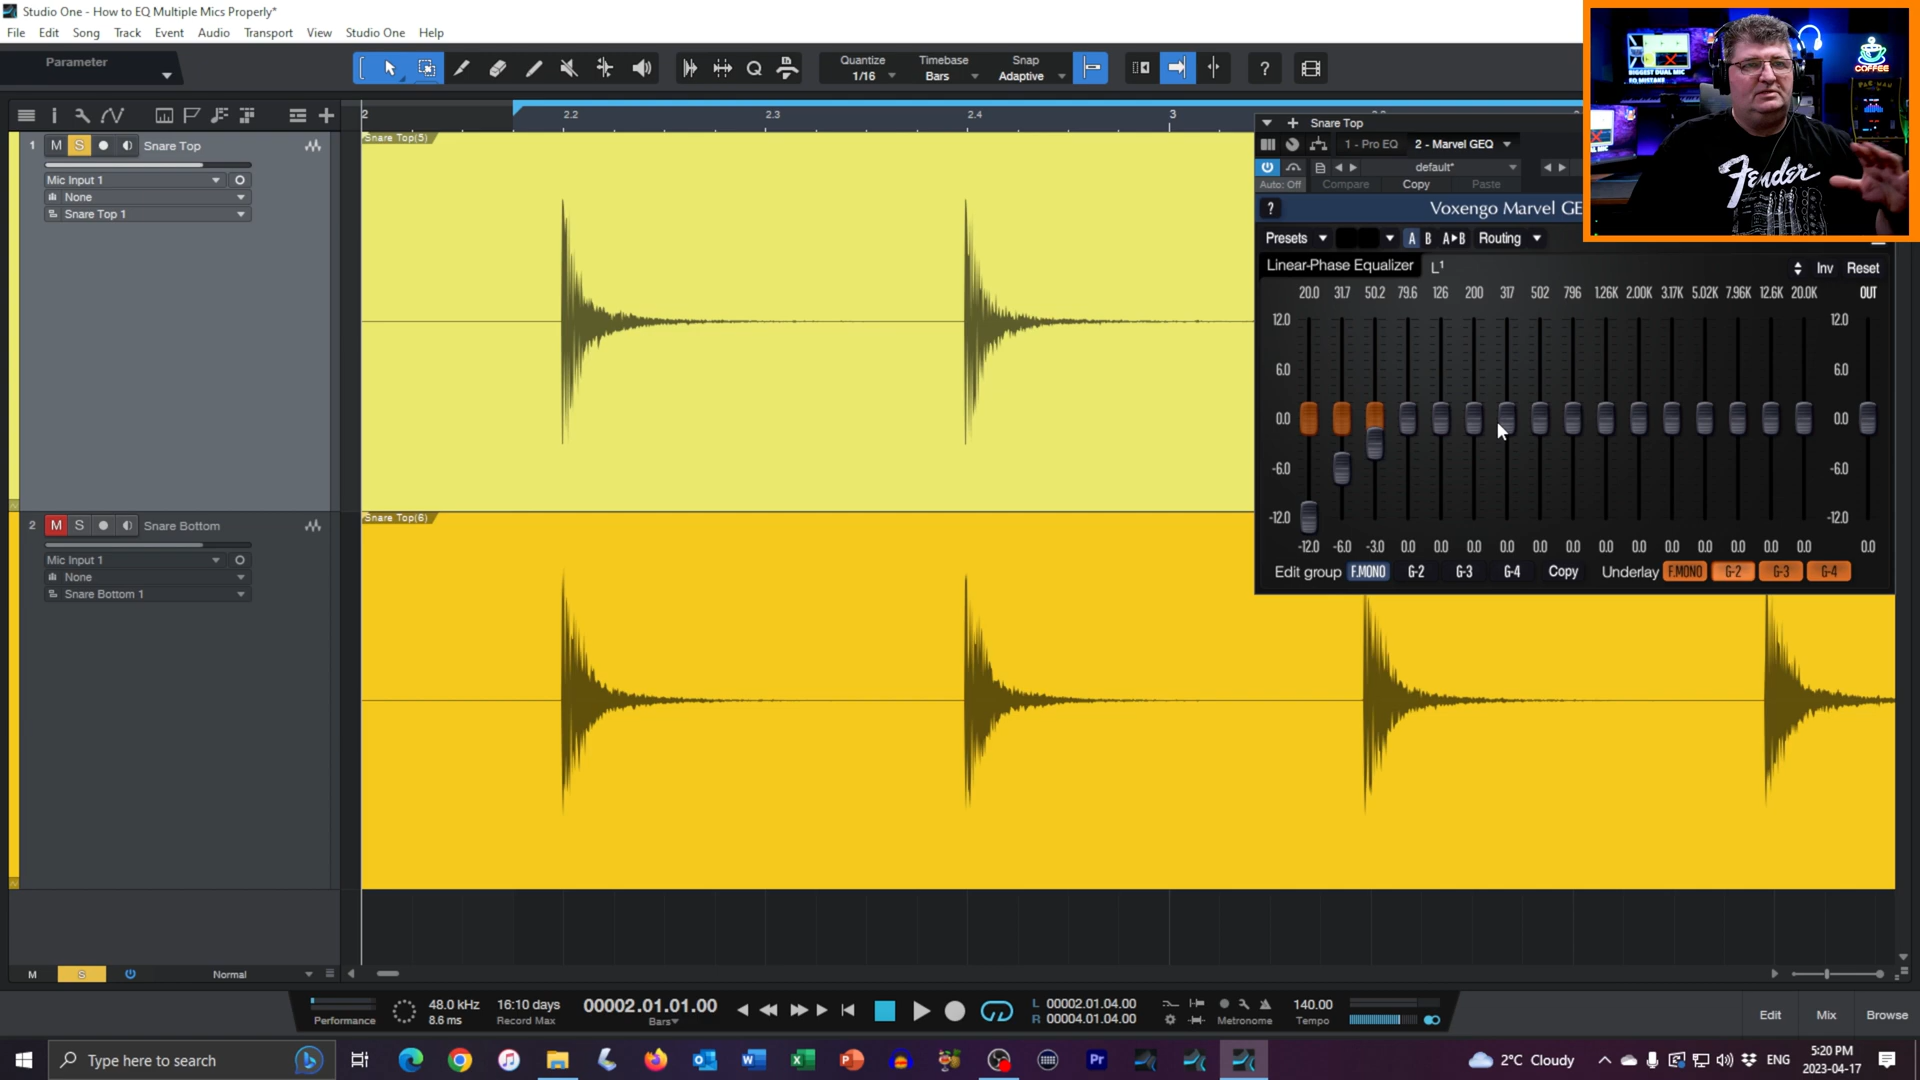 Studio One - How to EQ Multiple Mics Properly*
File Edit Song Track Event Audio Transport View Studio One Help
Parameter
Quantize 1/16
Timebase Bars
Snap Adaptive
?
2 2.2 2.3 2.4 3
1 M S Snare Top
Mic Input 1
None
Snare Top 1
Snare Top(5)
2 M S Snare Bottom
Mic Input 1
None
Snare Bottom 1
Snare Top(6)
Snare Top
1 - Pro EQ 2 - Marvel GEQ
default*
Auto: Off Compare Copy Paste
? Voxengo Marvel GE
Presets A B A▸B Routing
Linear-Phase Equalizer L1 Inv Reset
20.0 31.7 50.2 79.6 126 200 317 502 796 1.26K 2.00K 3.17K 5.02K 7.96K 12.6K 20.0K OUT
12.0 12.0
6.0 6.0
0.0 0.0
-6.0 -6.0
-12.0 -12.0
-12.0 -6.0 -3.0 0.0 0.0 0.0 0.0 0.0 0.0 0.0 0.0 0.0 0.0 0.0 0.0 0.0 0.0
Edit group F.MONO G-2 G-3 G-4 Copy Underlay F.MONO G-2 G-3 G-4
BIGGEST DUAL MIC
EQ MISTAKE
COFFEE
Fender
M S Normal
Performance
48.0 kHz
8.6 ms
16:10 days
Record Max
00002.01.01.00
Bars
L 00002.01.04.00
R 00004.01.04.00
Metronome
140.00
Tempo
Edit Mix Browse
Type here to search
Pr
2°C Cloudy
ENG
5:20 PM
2023-04-17